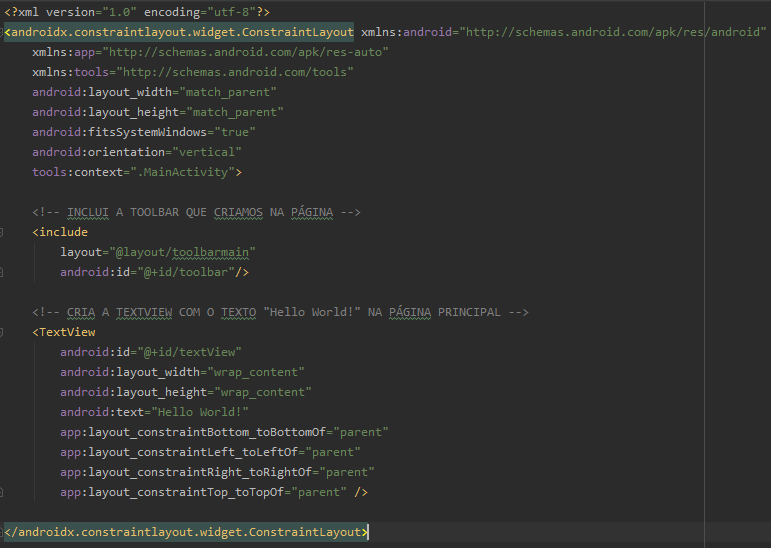 <?xml version="1.0" encoding="utf-8"?>
<androidx.constraintlayout.widget.ConstraintLayout xmlns:android="http://schemas.android.com/apk/res/android"
    xmlns:app="http://schemas.android.com/apk/res-auto"
    xmlns:tools="http://schemas.android.com/tools"
    android:layout_width="match_parent"
    android:layout_height="match_parent"
    android:fitsSystemWindows="true"
    android:orientation="vertical"
    tools:context=".MainActivity">

    <!-- INCLUI A TOOLBAR QUE CRIAMOS NA PÁGINA -->
    <include
        layout="@layout/toolbarmain"
        android:id="@+id/toolbar"/>

    <!-- CRIA A TEXTVIEW COM O TEXTO "Hello World!" NA PÁGINA PRINCIPAL -->
    <TextView
        android:id="@+id/textView"
        android:layout_width="wrap_content"
        android:layout_height="wrap_content"
        android:text="Hello World!"
        app:layout_constraintBottom_toBottomOf="parent"
        app:layout_constraintLeft_toLeftOf="parent"
        app:layout_constraintRight_toRightOf="parent"
        app:layout_constraintTop_toTopOf="parent" />

</androidx.constraintlayout.widget.ConstraintLayout>